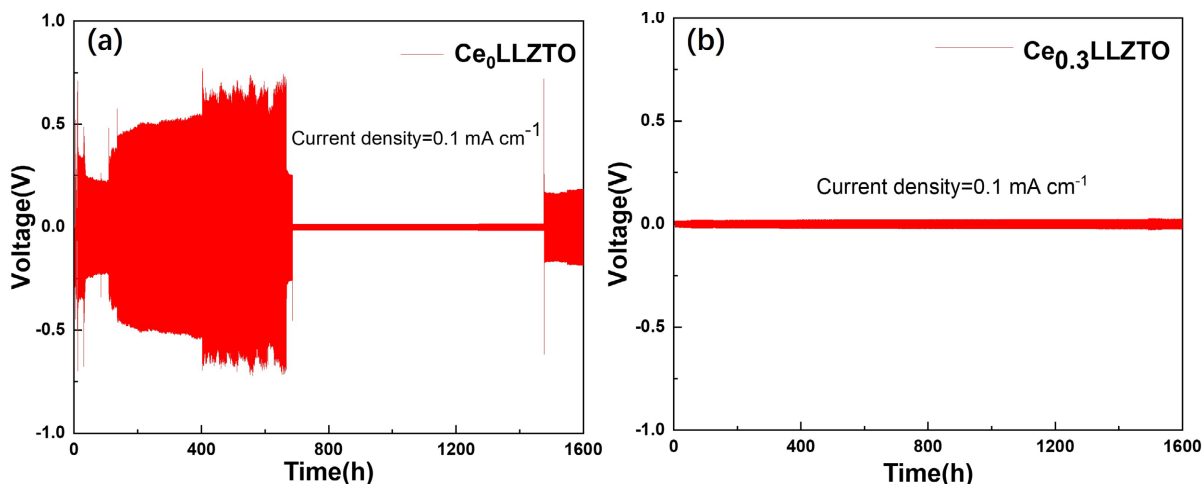 (a)
Ce₀LLZTO
Current density=0.1 mA cm⁻¹
Voltage(V)
1.0
0.5
0.0
-0.5
-1.0
0
400
800
1200
1600
Time(h)
(b)
Ce₀.₃LLZTO
Current density=0.1 mA cm⁻¹
Voltage(V)
1.0
0.5
0.0
-0.5
-1.0
0
400
800
1200
1600
Time(h)